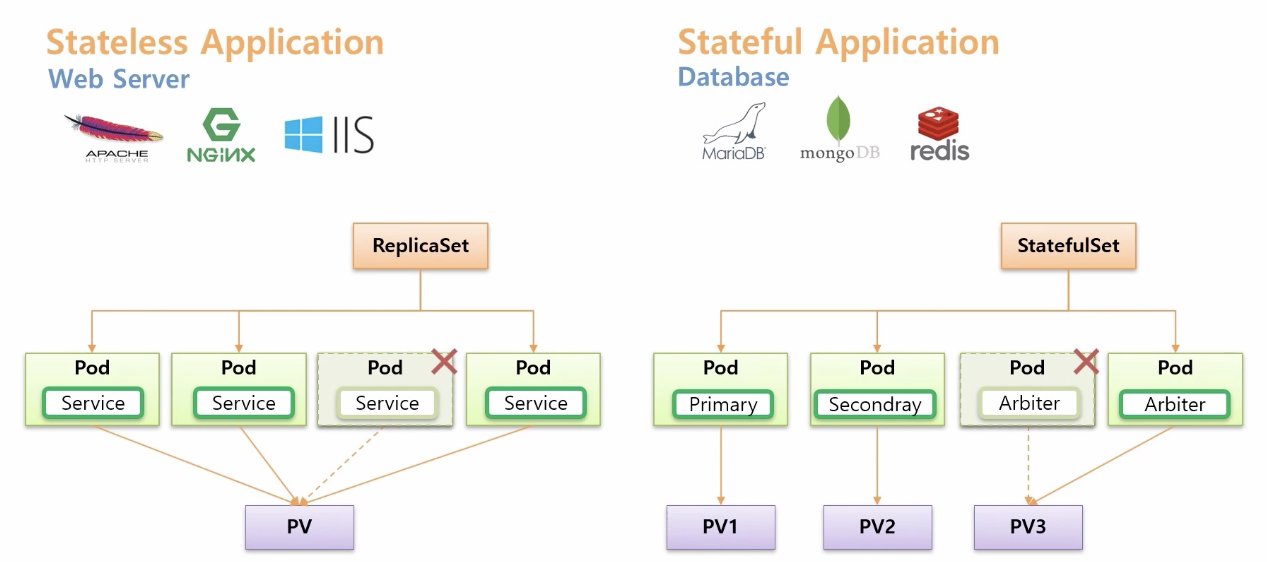 Stateless Application
Web Server
APACHE
HTTP SERVER
NGiNX
IIS
ReplicaSet
Pod
Service
Pod
Service
Pod
Service
Pod
Service
PV
Stateful Application
Database
MariaDB
mongoDB
redis
StatefulSet
Pod
Primary
Pod
Secondray
Pod
Arbiter
Pod
Arbiter
PV1
PV2
PV3